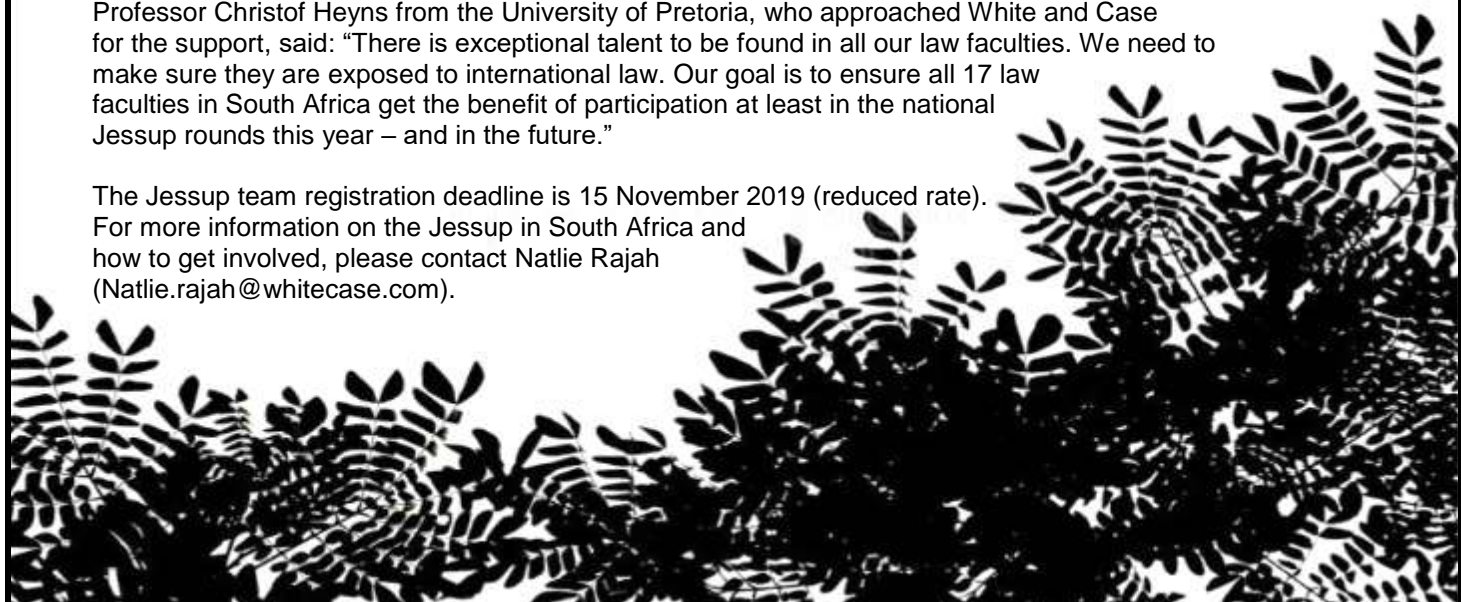 Professor Christof Heyns from the University of Pretoria, who approached White and Case
for the support, said: “There is exceptional talent to be found in all our law faculties. We need to
make sure they are exposed to international law. Our goal is to ensure all 17 law
faculties in South Africa get the benefit of participation at least in the national
Jessup rounds this year – and in the future.”
The Jessup team registration deadline is 15 November 2019 (reduced rate).
For more information on the Jessup in South Africa and
how to get involved, please contact Natlie Rajah
(Natlie.rajah@whitecase.com).